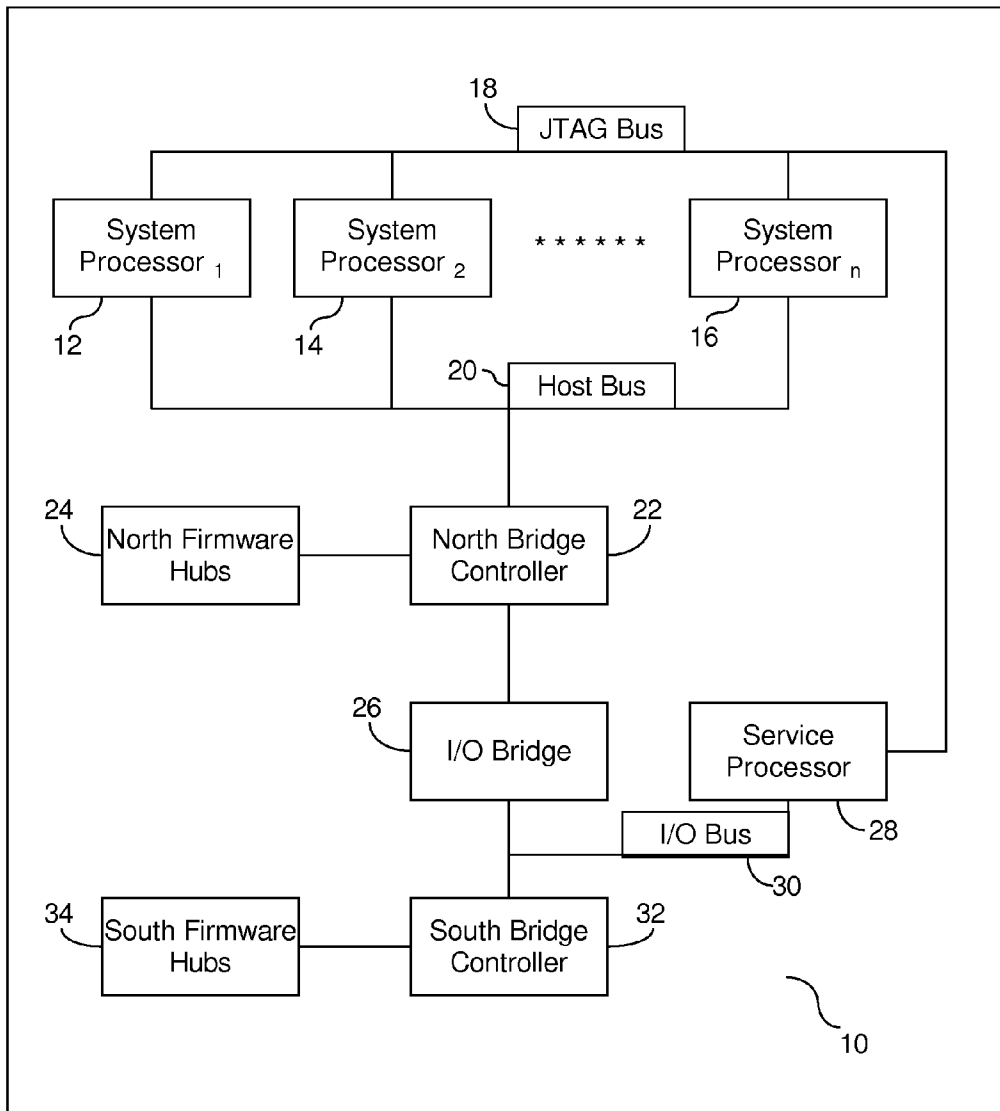 18
JTAG Bus
System
Processor 1
System
Processor 2
* * * * * *
System
Processor n
12
14
16
20
Host Bus
24
22
North Firmware
Hubs
North Bridge
Controller
26
I/O Bridge
Service
Processor
I/O Bus
28
30
34
32
South Firmware
Hubs
South Bridge
Controller
10